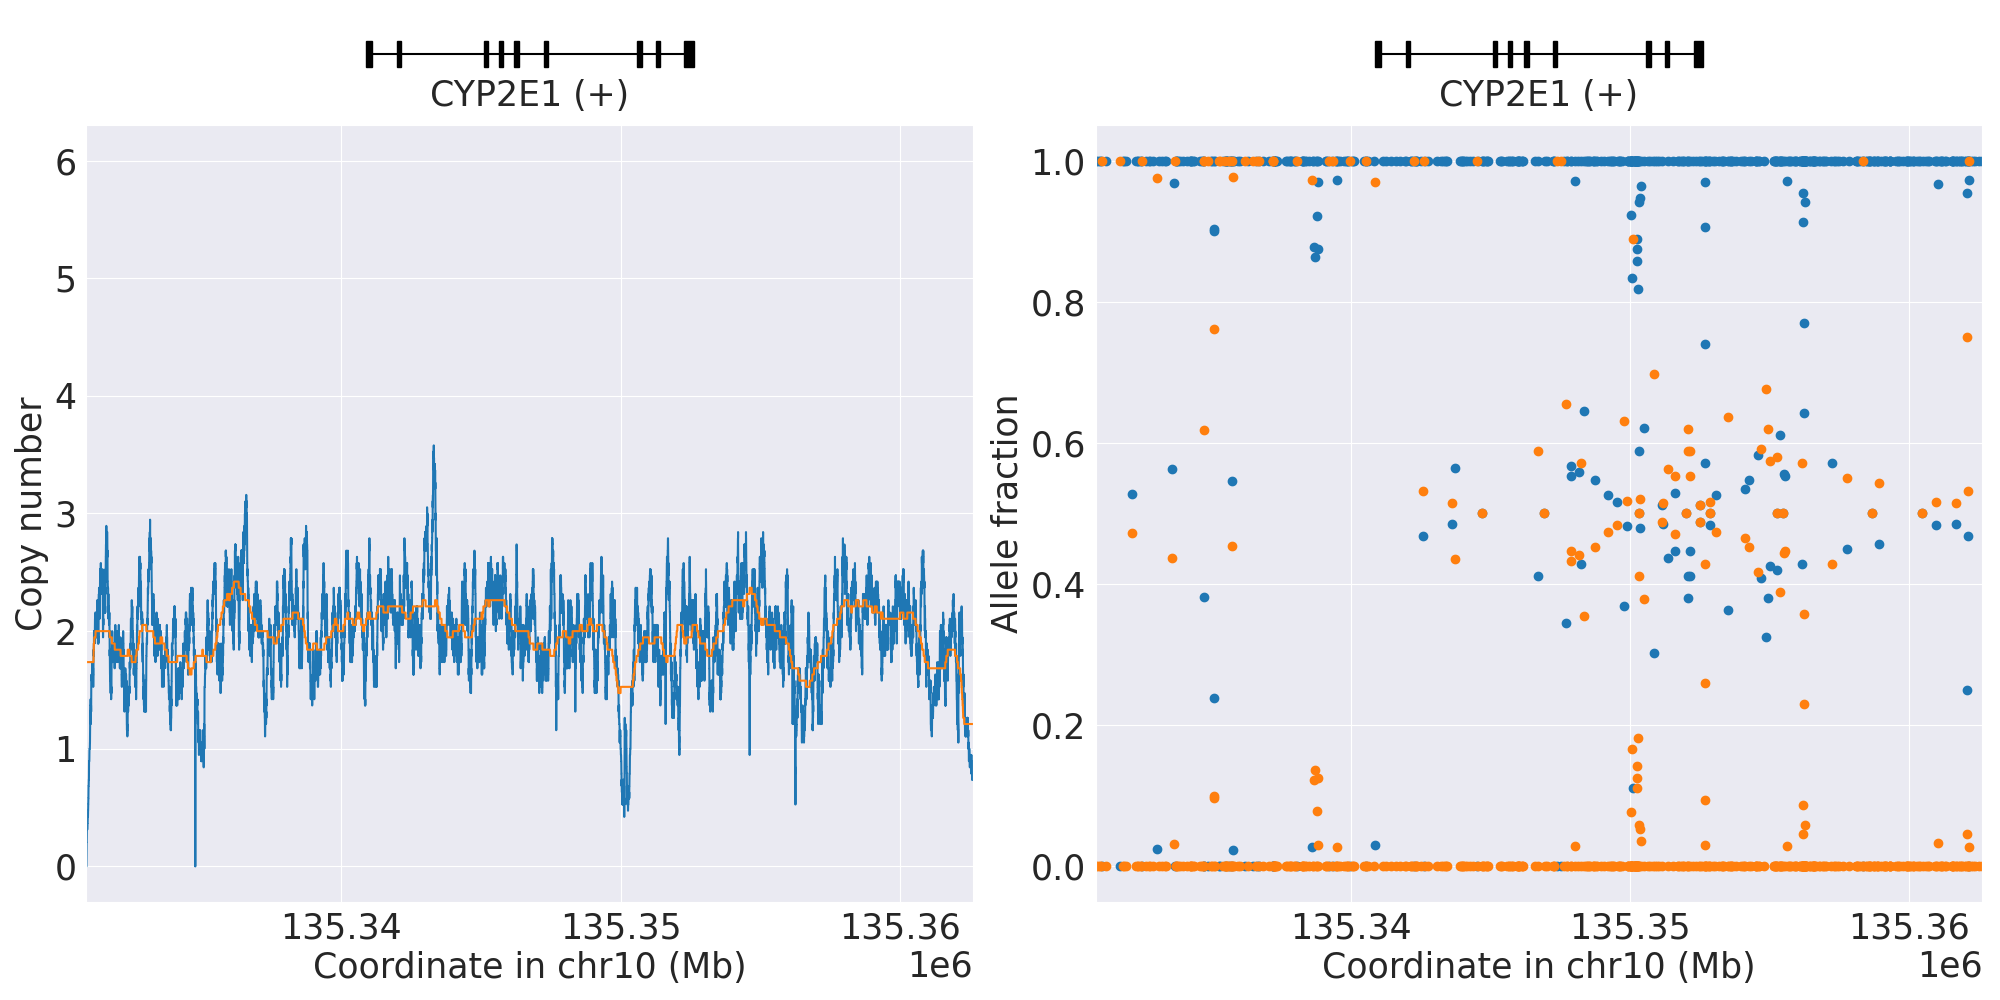 CYP2E1 (+)
6
5
4
3
2
1
0
Copy number
135.34
135.35
135.36
Coordinate in chr10 (Mb)
1e6
CYP2E1 (+)
1.0
0.8
0.6
0.4
0.2
0.0
Allele fraction
135.34
135.35
135.36
Coordinate in chr10 (Mb)
1e6